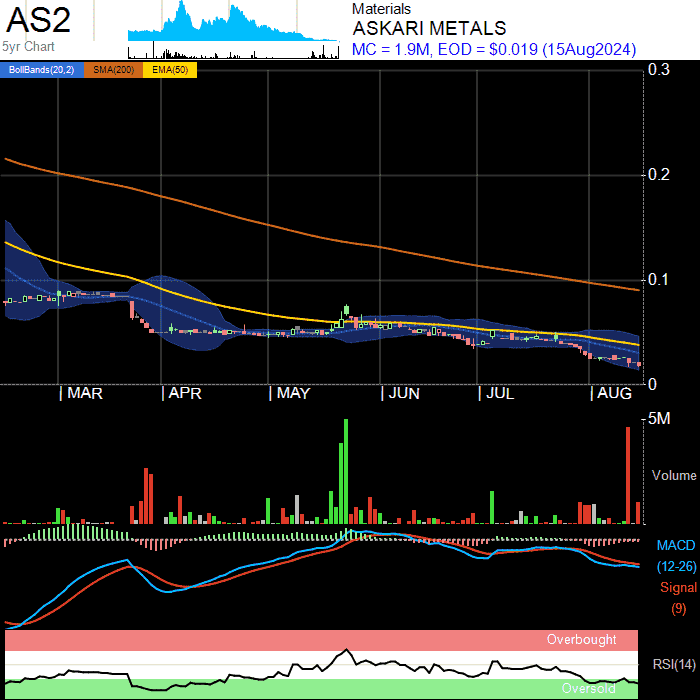 AS2
5yr Chart
Materials
ASKARI METALS
MC = 1.9M, EOD = $0.019 (15Aug2024)
BollBands(20,2) SMA(200) EMA(50)
0.3
0.2
0.1
0
MAR APR MAY JUN JUL AUG
5M
Volume
MACD
(12-26)
Signal
(9)
Overbought
RSI(14)
Oversold